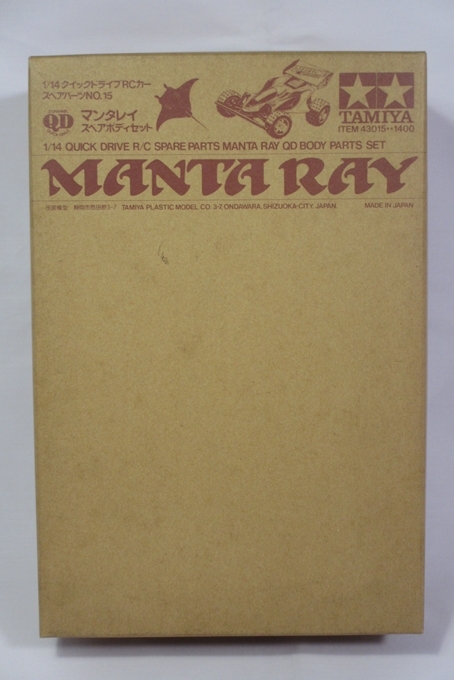 1/14 クイックドライブRCカー
スペアパーツNO.15
QD
マンタレイ
スペアボディセット
TAMIYA
ITEM 43015··1400
1/14 QUICK DRIVE R/C SPARE PARTS MANTA RAY QD BODY PARTS SET
MANTA RAY
TAMIYA PLASTIC MODEL CO. 3-7, ONDAWARA, SHIZUOKA-CITY, JAPAN. MADE IN JAPAN